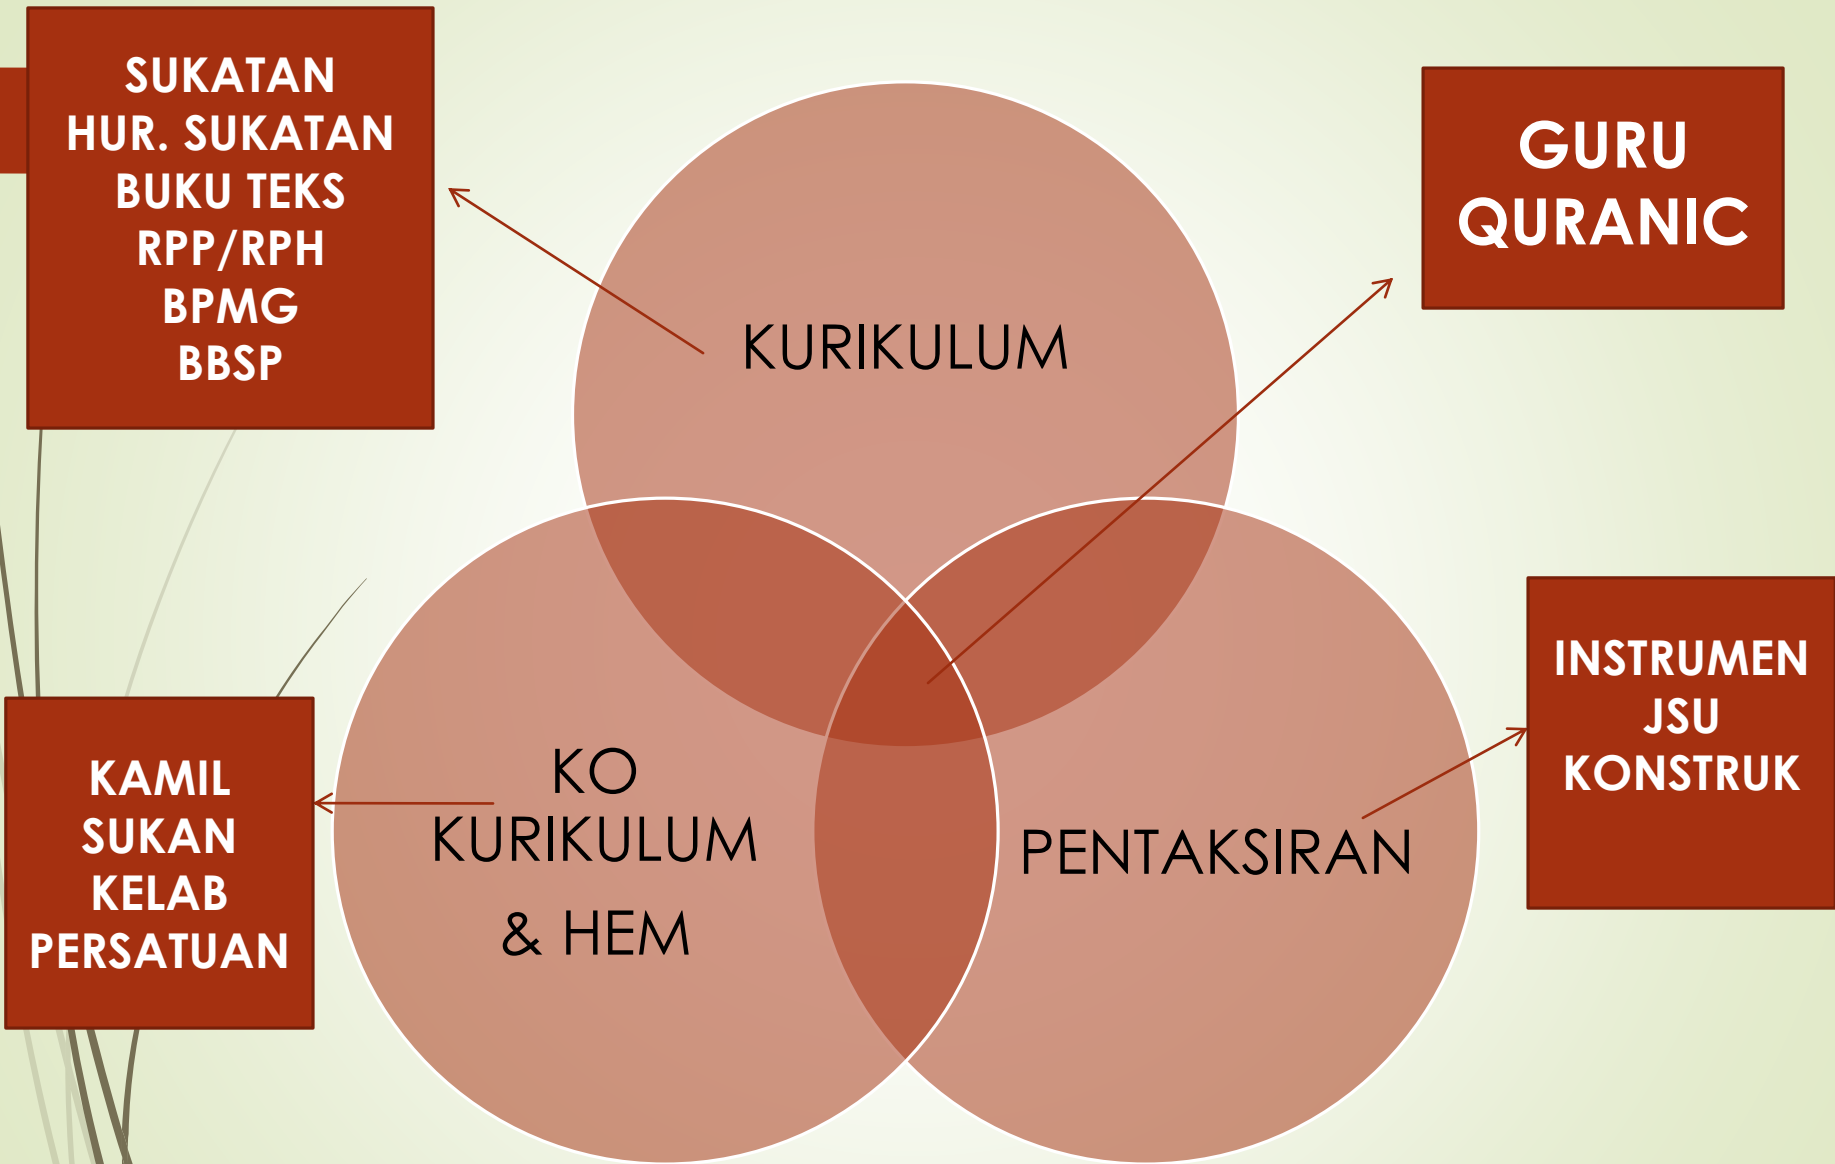 SUKATAN
HUR. SUKATAN
BUKU TEKS
RPP/RPH
BPMG
BBSP
GURU
QURANIC
KURIKULUM
INSTRUMEN
JSU
KONSTRUK
KAMIL
SUKAN
KELAB
PERSATUAN
KO
KURIKULUM
& HEM
PENTAKSIRAN